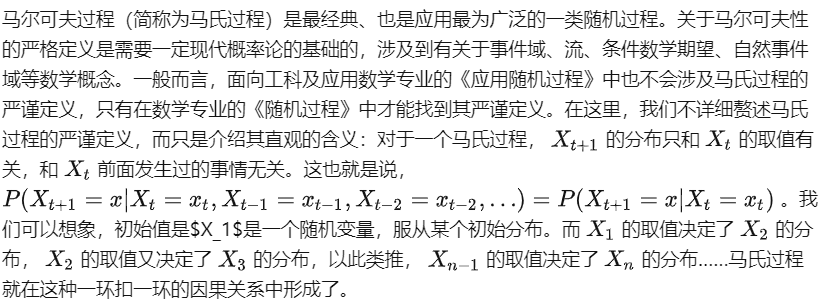 马尔可夫过程（简称为马氏过程）是最经典、也是应用最为广泛的一类随机过程。关于马尔可夫性
的严格定义是需要一定现代概率论的基础的，涉及到有关于事件域、流、条件数学期望、自然事件
域等数学概念。一般而言，面向工科及应用数学专业的《应用随机过程》中也不会涉及马氏过程的
严谨定义，只有在数学专业的《随机过程》中才能找到其严谨定义。在这里，我们不详细赘述马氏
过程的严谨定义，而只是介绍其直观的含义：对于一个马氏过程， X_{t+1} 的分布只和 X_t 的取值有
关，和 X_t 前面发生过的事情无关。这也就是说，
P(X_{t+1} = x|X_t = x_t, X_{t-1} = x_{t-1}, X_{t-2} = x_{t-2}, …) = P(X_{t+1} = x|X_t = x_t) 。我
们可以想象，初始值是$X_1$是一个随机变量，服从某个初始分布。而 X_1 的取值决定了 X_2 的分
布， X_2 的取值又决定了 X_3 的分布，以此类推， X_{n-1} 的取值决定了 X_n 的分布……马氏过程
就在这种一环扣一环的因果关系中形成了。